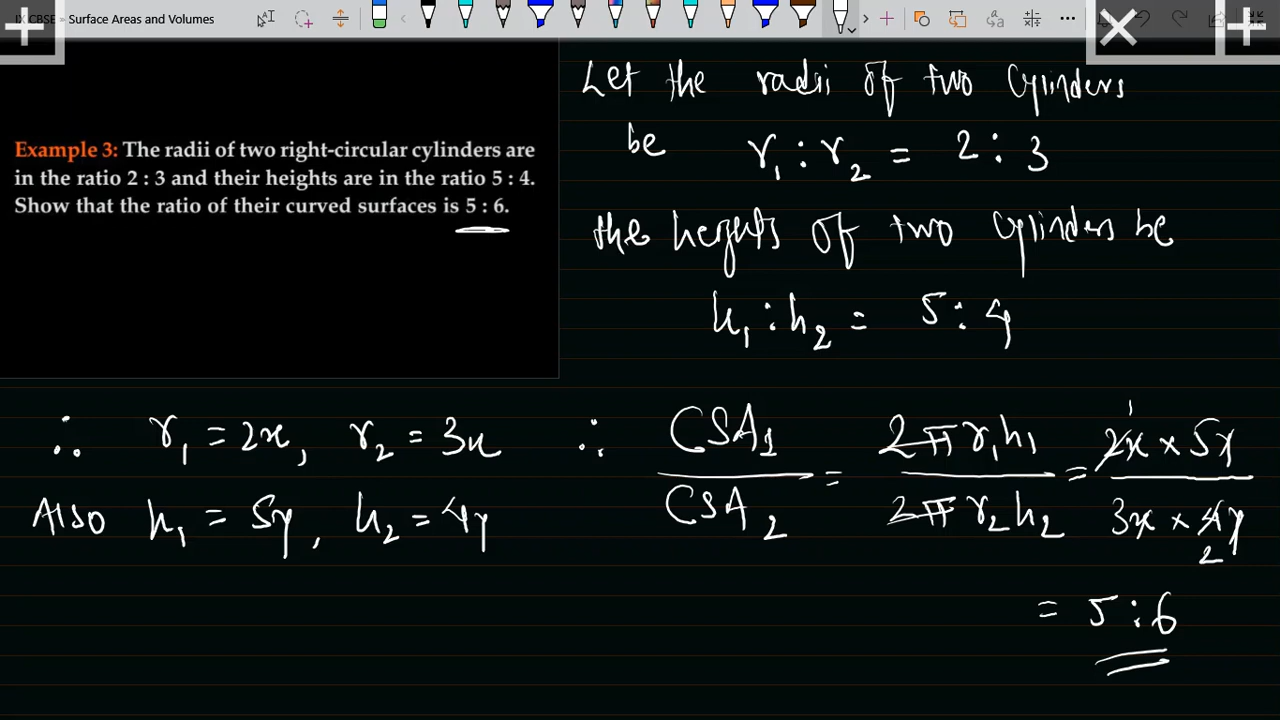 IX CBSE » Surface Areas and Volumes
Example 3: The radii of two right-circular cylinders are
in the ratio 2 : 3 and their heights are in the ratio 5 : 4.
Show that the ratio of their curved surfaces is 5 : 6.
Let the radii of two cylinders
be r₁ : r₂ = 2 : 3
the heights of two cylinders be
h₁ : h₂ = 5 : 4
∴ r₁ = 2x, r₂ = 3x
Also h₁ = 5y, h₂ = 4y
∴ CSA₁/CSA₂ = 2πr₁h₁/2πr₂h₂ = 2x × 5y/3x × 4y
1
2
= 5 : 6